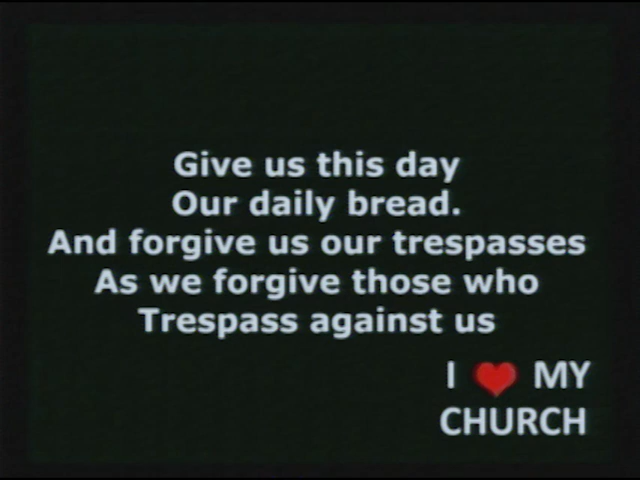 Give us this day
Our daily bread.
And forgive us our trespasses
As we forgive those who
Trespass against us
I ❤ MY
CHURCH